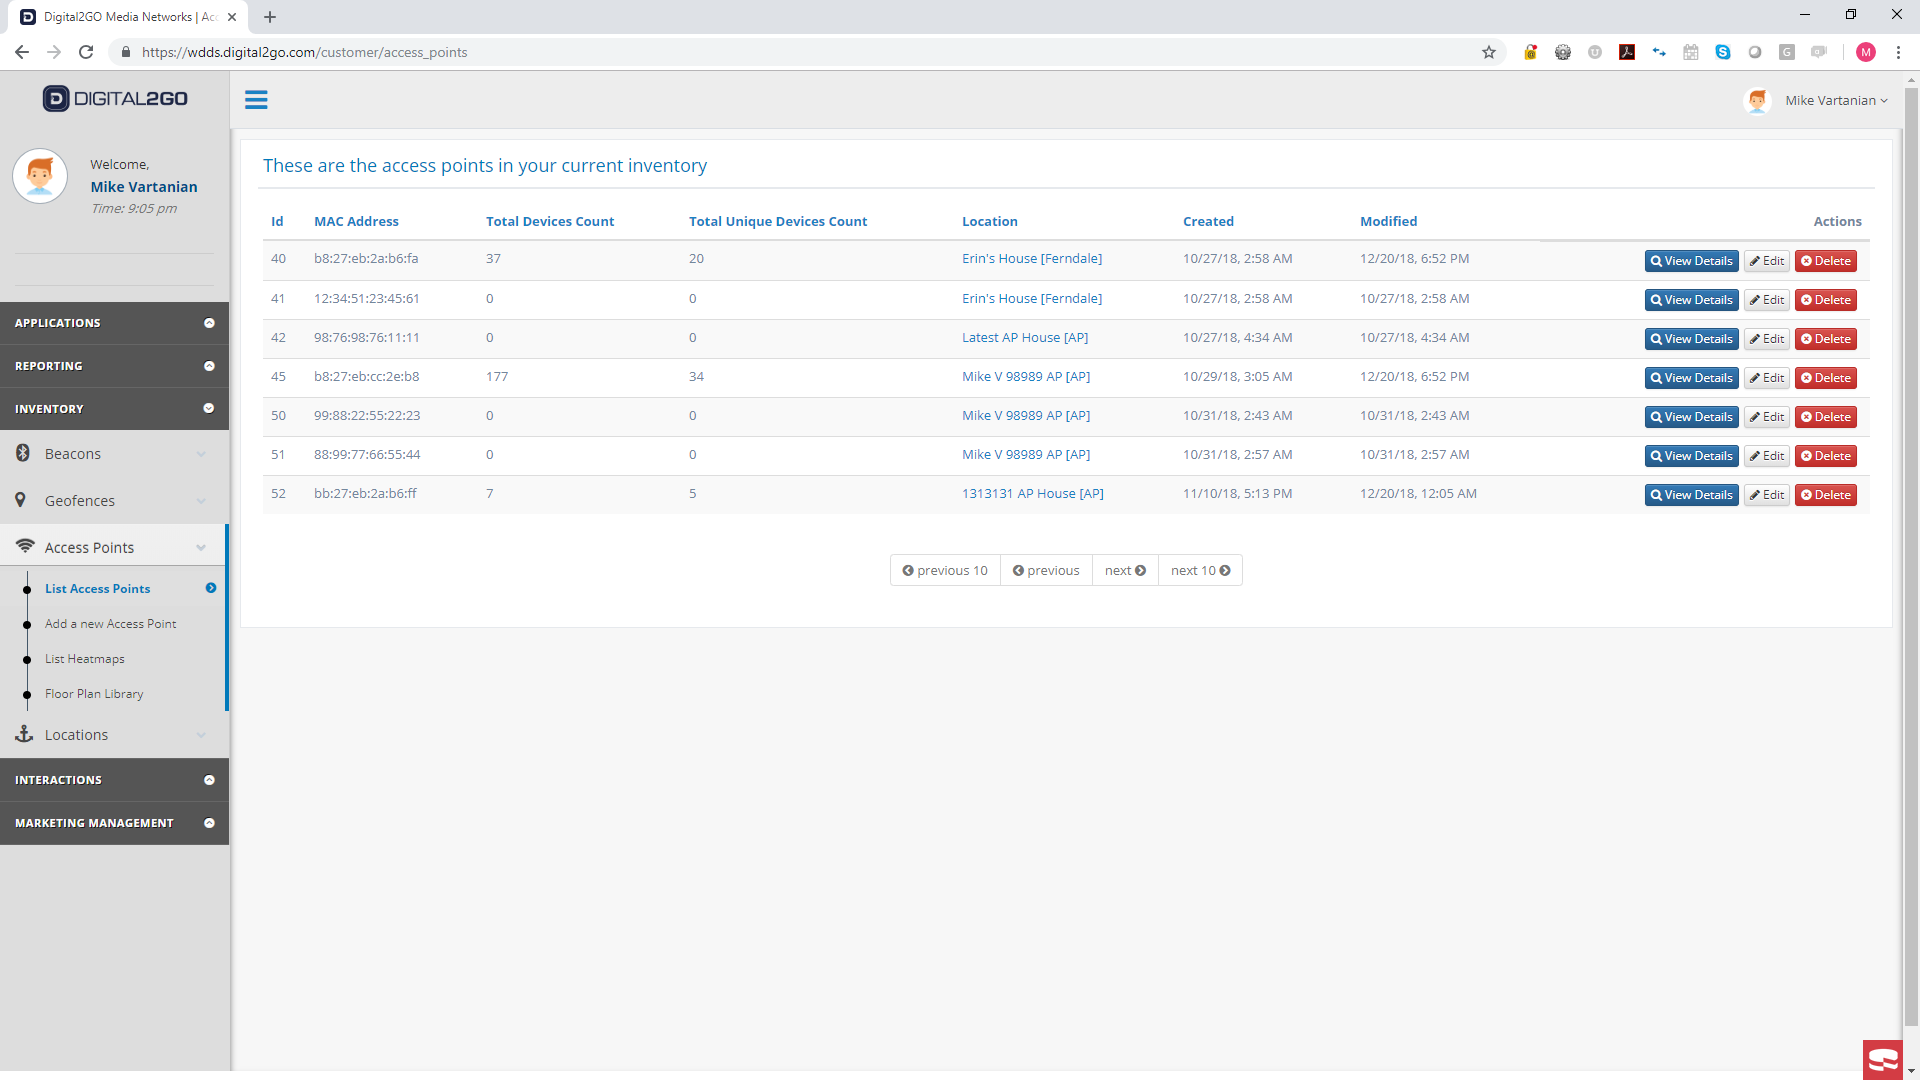 Digital2GO Media Networks | Acc
https://wdds.digital2go.com/customer/access_points
M
DIGITAL2GO
Mike Vartanian
Welcome,
Mike Vartanian
Time: 9:05 pm
APPLICATIONS
REPORTING
INVENTORY
Beacons
Geofences
Access Points
List Access Points
Add a new Access Point
List Heatmaps
Floor Plan Library
Locations
INTERACTIONS
MARKETING MANAGEMENT
These are the access points in your current inventory
Id MAC Address Total Devices Count Total Unique Devices Count Location Created Modified Actions
40 b8:27:eb:2a:b6:fa 37 20 Erin's House [Ferndale] 10/27/18, 2:58 AM 12/20/18, 6:52 PM View Details Edit Delete
41 12:34:51:23:45:61 0 0 Erin's House [Ferndale] 10/27/18, 2:58 AM 10/27/18, 2:58 AM View Details Edit Delete
42 98:76:98:76:11:11 0 0 Latest AP House [AP] 10/27/18, 4:34 AM 10/27/18, 4:34 AM View Details Edit Delete
45 b8:27:eb:cc:2e:b8 177 34 Mike V 98989 AP [AP] 10/29/18, 3:05 AM 12/20/18, 6:52 PM View Details Edit Delete
50 99:88:22:55:22:23 0 0 Mike V 98989 AP [AP] 10/31/18, 2:43 AM 10/31/18, 2:43 AM View Details Edit Delete
51 88:99:77:66:55:44 0 0 Mike V 98989 AP [AP] 10/31/18, 2:57 AM 10/31/18, 2:57 AM View Details Edit Delete
52 bb:27:eb:2a:b6:ff 7 5 1313131 AP House [AP] 11/10/18, 5:13 PM 12/20/18, 12:05 AM View Details Edit Delete
previous 10 previous next next 10